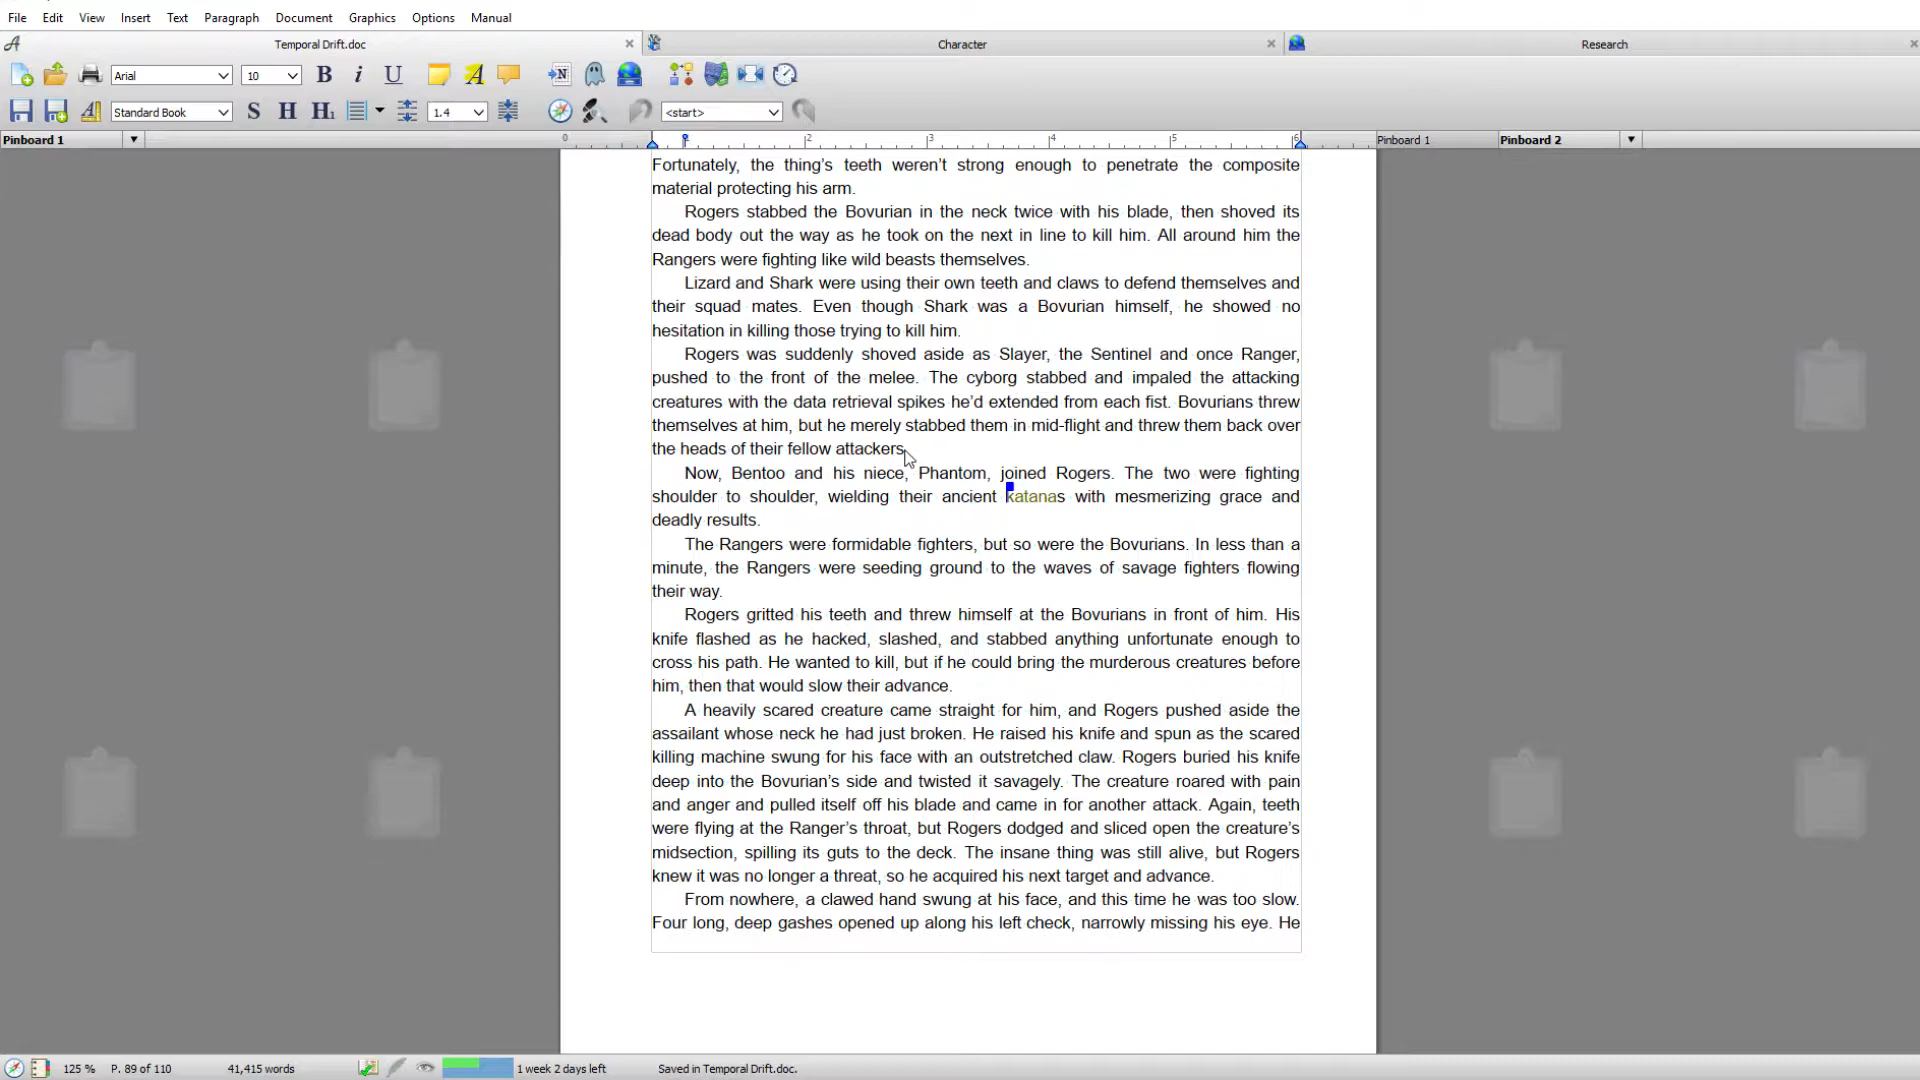 File Edit View Insert Text Paragraph Document Graphics Options Manual
Temporal Drift.doc Character Research
Arial 10 B i U A N
A Standard Book S H H1 1.4 <start>
Pinboard 1 0 2 3 4 5 6 Pinboard 1 Pinboard 2
Fortunately, the thing’s teeth weren’t strong enough to penetrate the composite
material protecting his arm.
Rogers stabbed the Bovurian in the neck twice with his blade, then shoved its
dead body out the way as he took on the next in line to kill him. All around him the
Rangers were fighting like wild beasts themselves.
Lizard and Shark were using their own teeth and claws to defend themselves and
their squad mates. Even though Shark was a Bovurian himself, he showed no
hesitation in killing those trying to kill him.
Rogers was suddenly shoved aside as Slayer, the Sentinel and once Ranger,
pushed to the front of the melee. The cyborg stabbed and impaled the attacking
creatures with the data retrieval spikes he’d extended from each fist. Bovurians threw
themselves at him, but he merely stabbed them in mid-flight and threw them back over
the heads of their fellow attackers.
Now, Bentoo and his niece, Phantom, joined Rogers. The two were fighting
shoulder to shoulder, wielding their ancient katanas with mesmerizing grace and
deadly results.
The Rangers were formidable fighters, but so were the Bovurians. In less than a
minute, the Rangers were seeding ground to the waves of savage fighters flowing
their way.
Rogers gritted his teeth and threw himself at the Bovurians in front of him. His
knife flashed as he hacked, slashed, and stabbed anything unfortunate enough to
cross his path. He wanted to kill, but if he could bring the murderous creatures before
him, then that would slow their advance.
A heavily scared creature came straight for him, and Rogers pushed aside the
assailant whose neck he had just broken. He raised his knife and spun as the scared
killing machine swung for his face with an outstretched claw. Rogers buried his knife
deep into the Bovurian’s side and twisted it savagely. The creature roared with pain
and anger and pulled itself off his blade and came in for another attack. Again, teeth
were flying at the Ranger’s throat, but Rogers dodged and sliced open the creature’s
midsection, spilling its guts to the deck. The insane thing was still alive, but Rogers
knew it was no longer a threat, so he acquired his next target and advance.
From nowhere, a clawed hand swung at his face, and this time he was too slow.
Four long, deep gashes opened up along his left check, narrowly missing his eye. He
125 % P. 89 of 110 41,415 words 1 week 2 days left Saved in Temporal Drift.doc.